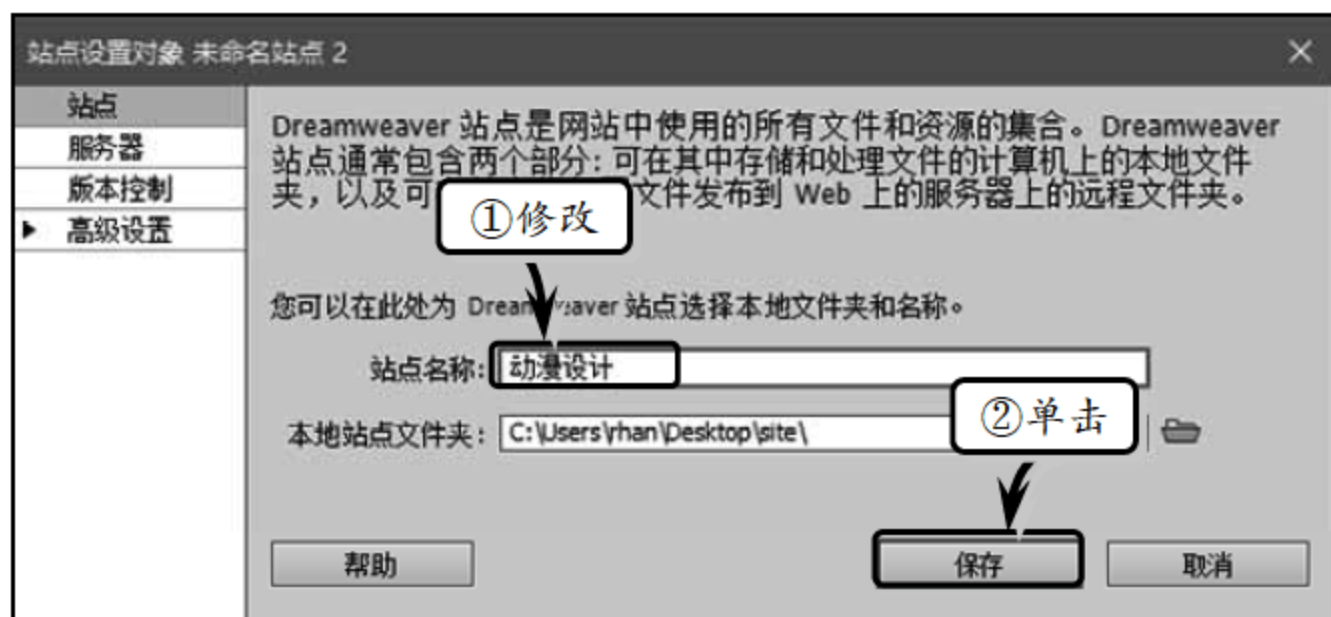 站点设置对象 未命名站点 2
站点
服务器
版本控制
高级设置
Dreamweaver 站点是网站中使用的所有文件和资源的集合。Dreamweaver
站点通常包含两个部分: 可在其中存储和处理文件的计算机上的本地文件
夹，以及可 文件发布到 Web 上的服务器上的远程文件夹。
①修改
您可以在此处为 Dreamweaver 站点选择本地文件夹和名称。
站点名称: 动漫设计
本地站点文件夹: C:\Users\rhan\Desktop\site\
②单击
帮助
保存
取消